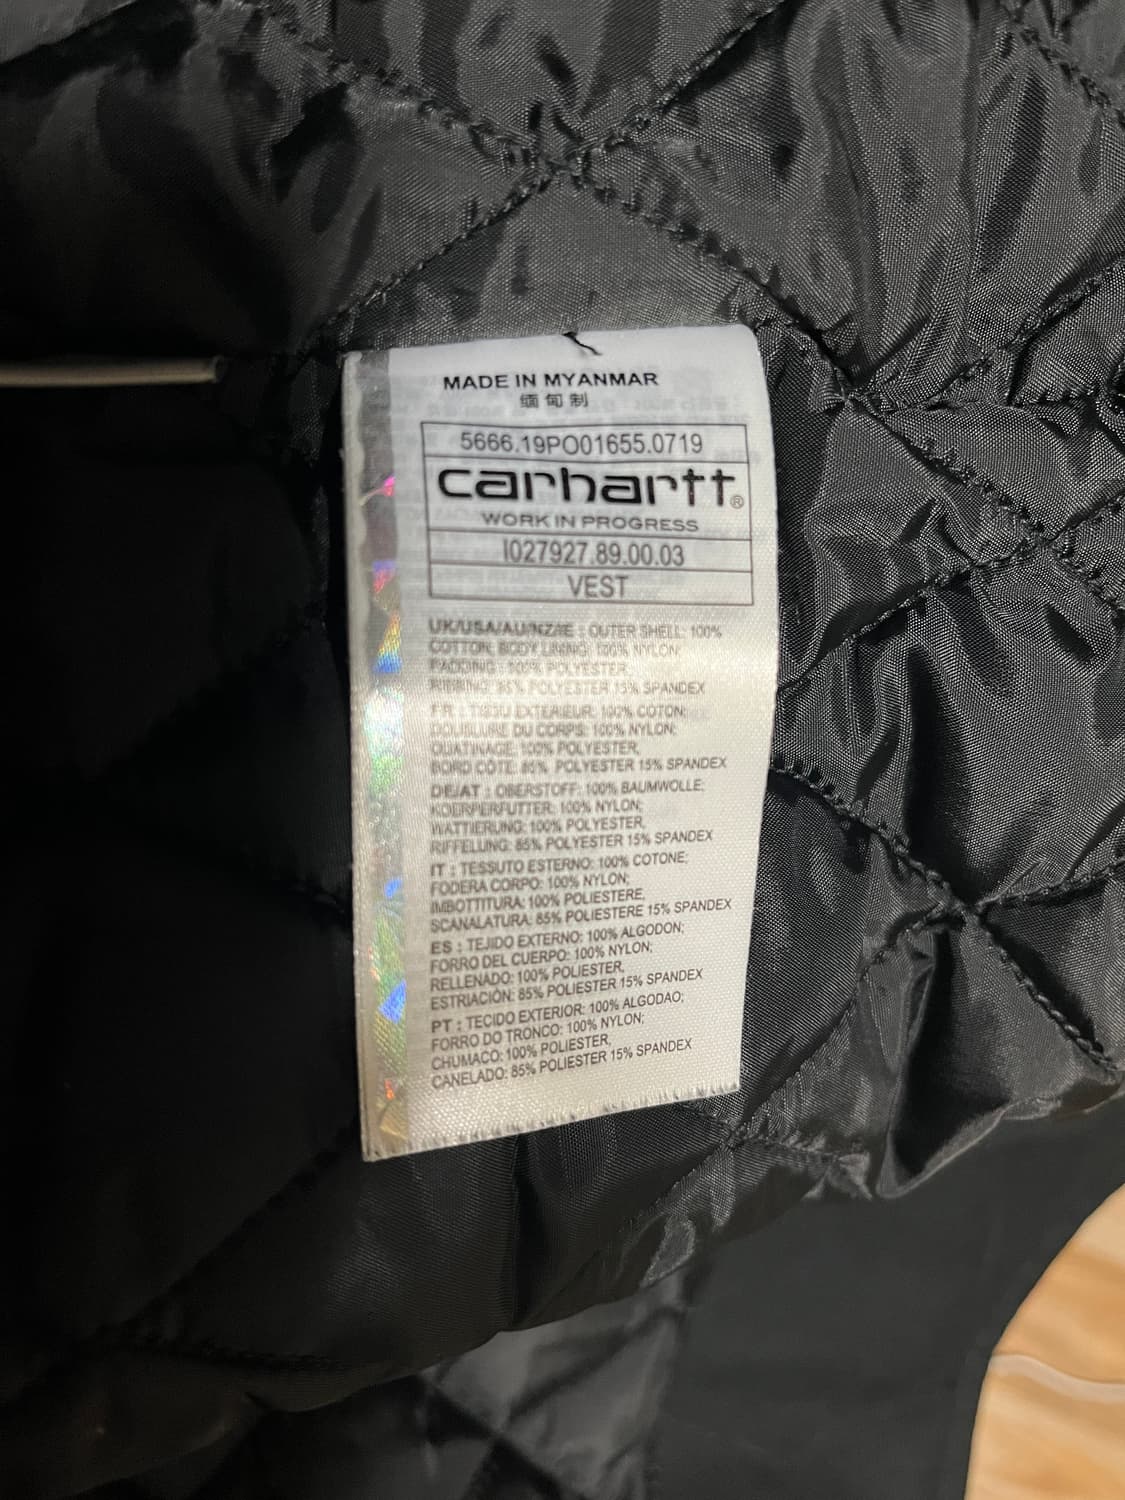 MADE IN MYANMAR
缅甸制
5666.19PO01655.0719
carhartt®
WORK IN PROGRESS
I027927.89.00.03
VEST
UK/USA/AU/NZ/IE : OUTER SHELL: 100%
COTTON; BODY LINING: 100% NYLON;
PADDING : 100% POLYESTER,
RIBBING: 85% POLYESTER 15% SPANDEX
FR : TISSU EXTERIEUR: 100% COTON;
DOUBLURE DU CORPS: 100% NYLON;
OUATINAGE: 100% POLYESTER,
BORD CÔTE: 85% POLYESTER 15% SPANDEX
DE/AT : OBERSTOFF: 100% BAUMWOLLE;
KOERPERFUTTER: 100% NYLON;
WATTIERUNG: 100% POLYESTER,
RIFFELUNG: 85% POLYESTER 15% SPANDEX
IT : TESSUTO ESTERNO: 100% COTONE;
FODERA CORPO: 100% NYLON;
IMBOTTITURA: 100% POLIESTERE,
SCANALATURA: 85% POLIESTERE 15% SPANDEX
ES : TEJIDO EXTERNO: 100% ALGODON;
FORRO DEL CUERPO: 100% NYLON;
RELLENADO: 100% POLIESTER,
ESTRIACIÓN: 85% POLIESTER 15% SPANDEX
PT : TECIDO EXTERIOR: 100% ALGODAO;
FORRO DO TRONCO: 100% NYLON;
CHUMACO: 100% POLIESTER,
CANELADO: 85% POLIESTER 15% SPANDEX